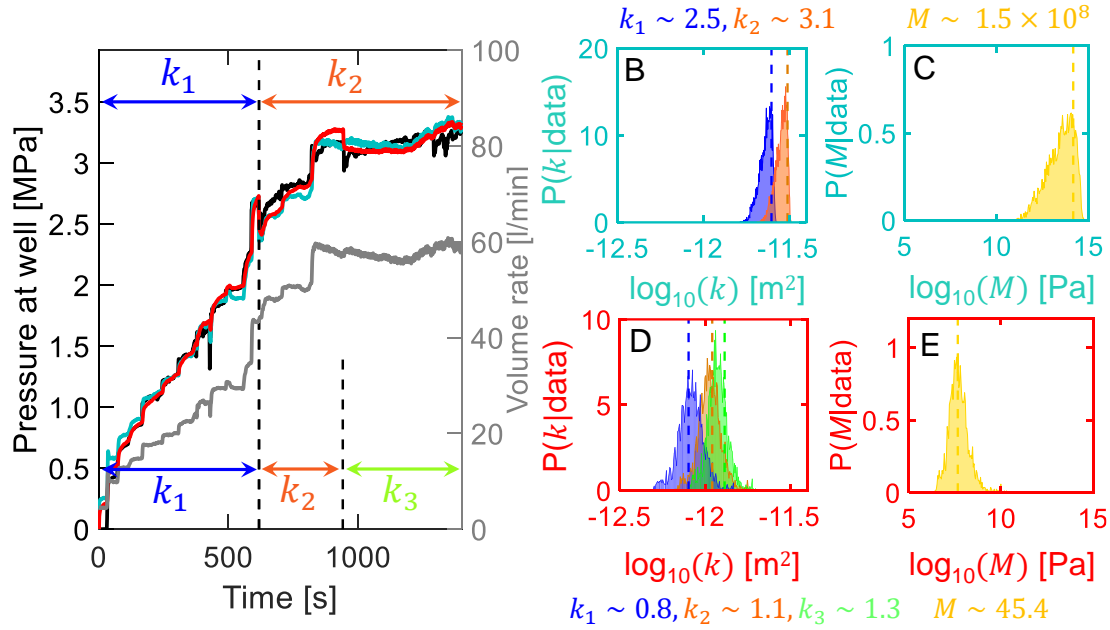 k₁ ~ 2.5, k₂ ~ 3.1
M ~ 1.5 × 10⁸
Pressure at well [MPa]
3.5
3.0
2.5
2.0
1.5
1.0
0.5
0
k₁
k₂
k₁
k₂
k₃
0
500
1000
Time [s]
100
80
60
40
20
0
Volume rate [l/min]
B
P(k|data)
20
15
10
5
0
-12.5
-12
-11.5
log₁₀(k) [m²]
C
P(M|data)
1
0.5
0
5
10
15
log₁₀(M) [Pa]
D
P(k|data)
10
5
0
-12.5
-12
-11.5
log₁₀(k) [m²]
E
P(M|data)
1
0.5
0
5
10
15
log₁₀(M) [Pa]
k₁ ~ 0.8, k₂ ~ 1.1, k₃ ~ 1.3
M ~ 45.4